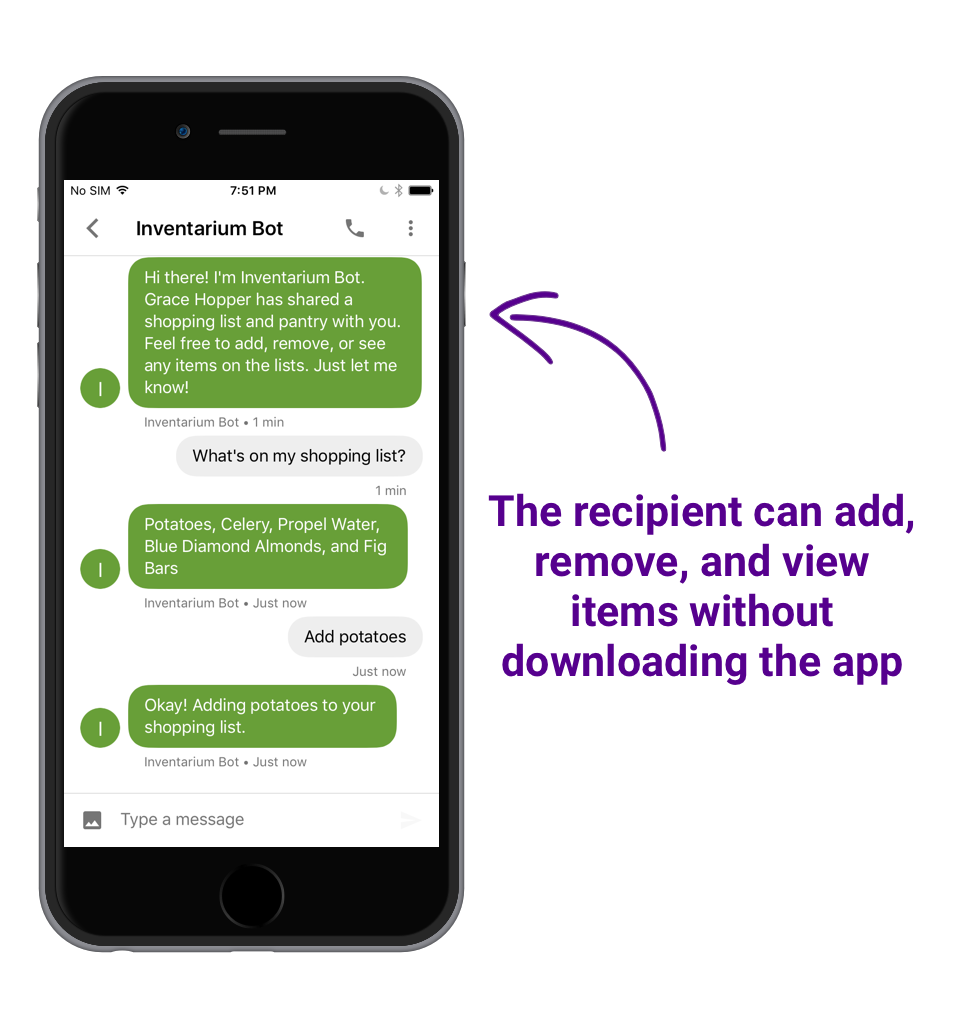 No SIM
7:51 PM
Inventarium Bot
Hi there! I'm Inventarium Bot.
Grace Hopper has shared a
shopping list and pantry with you.
Feel free to add, remove, or see
any items on the lists. Just let me
know!
I
Inventarium Bot • 1 min
What's on my shopping list?
1 min
Potatoes, Celery, Propel Water,
Blue Diamond Almonds, and Fig
Bars
I
Inventarium Bot • Just now
Add potatoes
Just now
Okay! Adding potatoes to your
shopping list.
I
Inventarium Bot • Just now
Type a message
The recipient can add,
remove, and view
items without
downloading the app